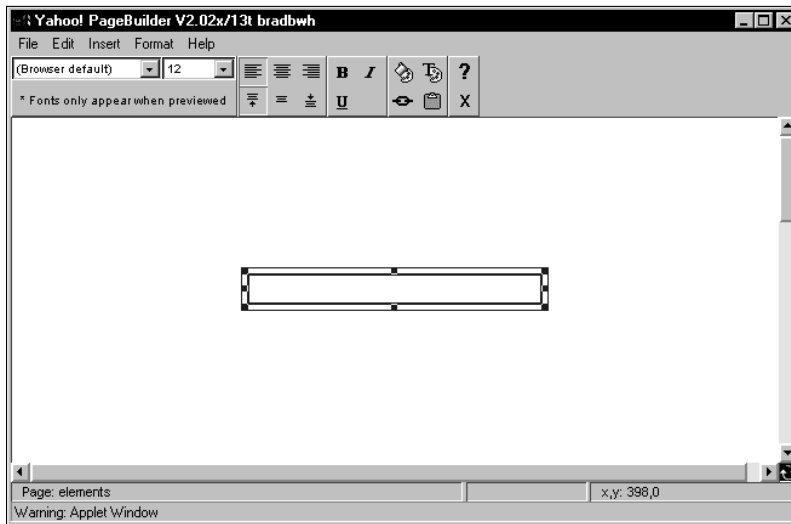 Yahoo! PageBuilder V2.02x/13t bradbwh
File Edit Insert Format Help
(Browser default) 12 B I ?
* Fonts only appear when previewed U X
Page: elements x,y: 398,0
Warning: Applet Window